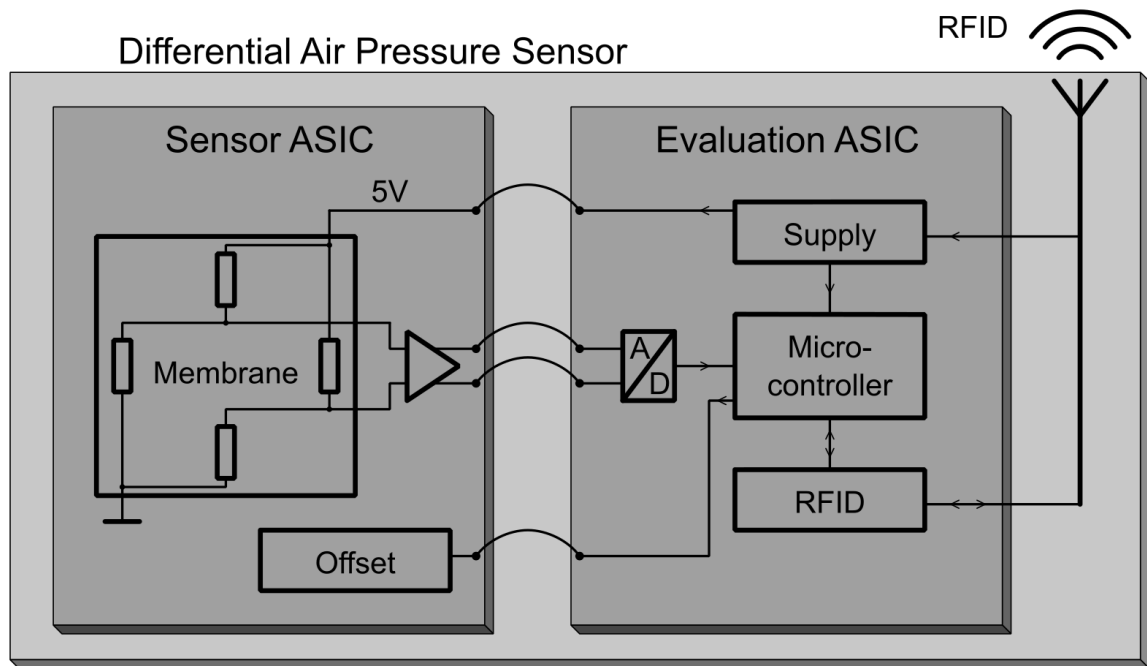 RFID
Differential Air Pressure Sensor
Sensor ASIC
Evaluation ASIC
5V
Supply
Membrane
A
D
Micro-
controller
RFID
Offset